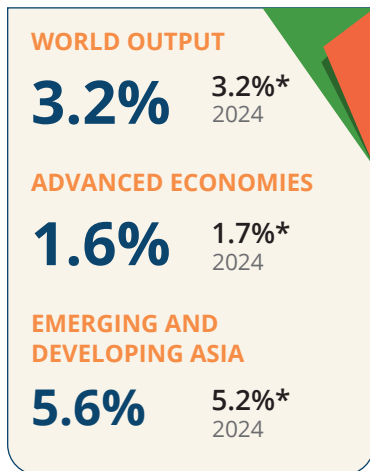 WORLD OUTPUT
3.2% 3.2%*
2024
ADVANCED ECONOMIES
1.6% 1.7%*
2024
EMERGING AND
DEVELOPING ASIA
5.6% 5.2%*
2024